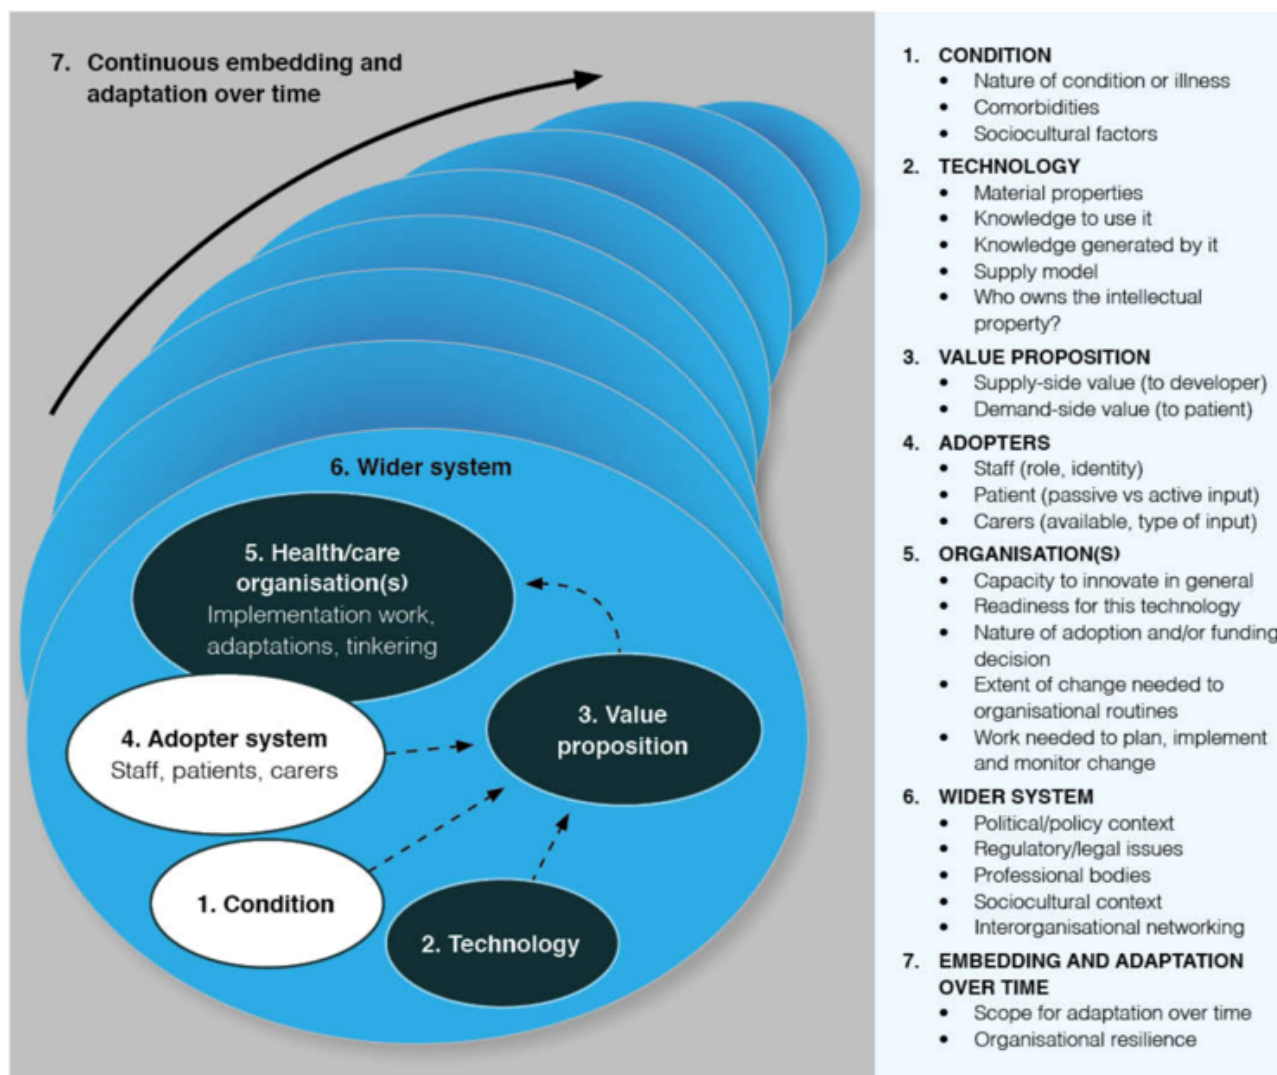 7. Continuous embedding and
adaptation over time
6. Wider system
5. Health/care
organisation(s)
Implementation work,
adaptations, tinkering
4. Adopter system
Staff, patients, carers
3. Value
proposition
1. Condition
2. Technology
1. CONDITION
• Nature of condition or illness
• Comorbidities
• Sociocultural factors
2. TECHNOLOGY
• Material properties
• Knowledge to use it
• Knowledge generated by it
• Supply model
• Who owns the intellectual
property?
3. VALUE PROPOSITION
• Supply-side value (to developer)
• Demand-side value (to patient)
4. ADOPTERS
• Staff (role, identity)
• Patient (passive vs active input)
• Carers (available, type of input)
5. ORGANISATION(S)
• Capacity to innovate in general
• Readiness for this technology
• Nature of adoption and/or funding
decision
• Extent of change needed to
organisational routines
• Work needed to plan, implement
and monitor change
6. WIDER SYSTEM
• Political/policy context
• Regulatory/legal issues
• Professional bodies
• Sociocultural context
• Interorganisational networking
7. EMBEDDING AND ADAPTATION
OVER TIME
• Scope for adaptation over time
• Organisational resilience